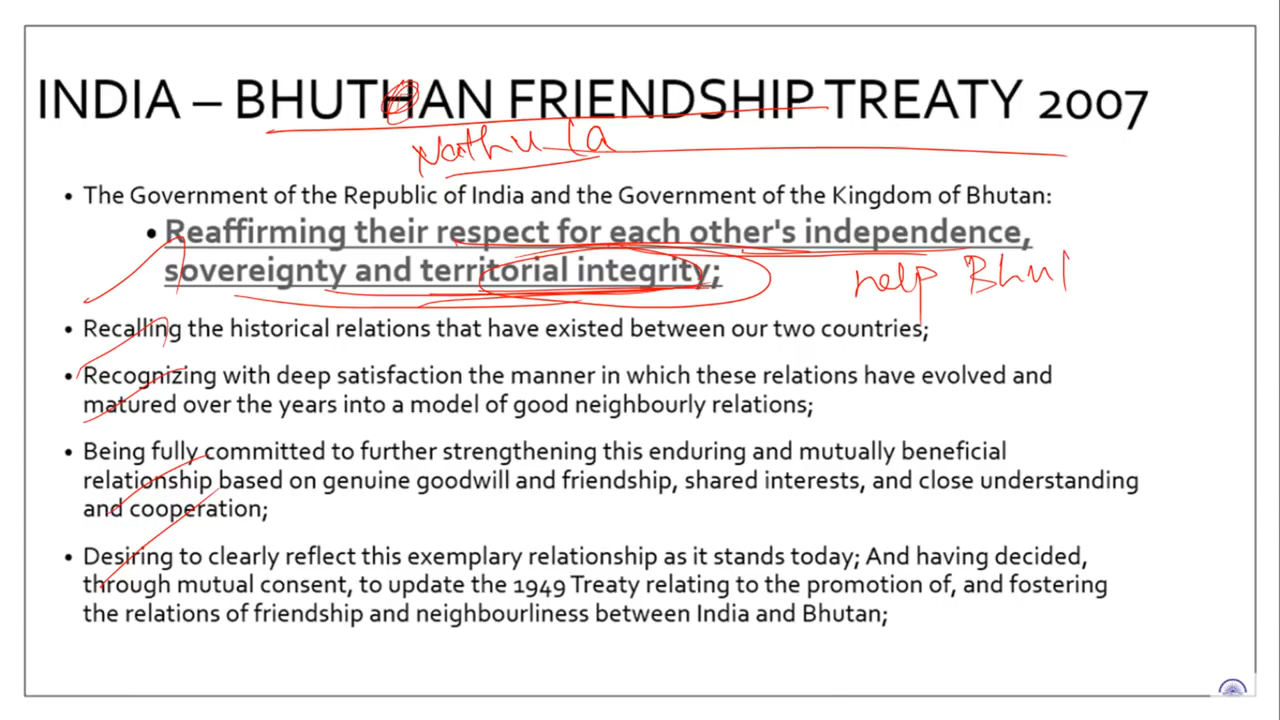 INDIA – BHUTHAN FRIENDSHIP TREATY 2007
Nathu La
• The Government of the Republic of India and the Government of the Kingdom of Bhutan:
• Reaffirming their respect for each other's independence,
sovereignty and territorial integrity;
help Bhut
• Recalling the historical relations that have existed between our two countries;
• Recognizing with deep satisfaction the manner in which these relations have evolved and
matured over the years into a model of good neighbourly relations;
• Being fully committed to further strengthening this enduring and mutually beneficial
relationship based on genuine goodwill and friendship, shared interests, and close understanding
and cooperation;
• Desiring to clearly reflect this exemplary relationship as it stands today; And having decided,
through mutual consent, to update the 1949 Treaty relating to the promotion of, and fostering
the relations of friendship and neighbourliness between India and Bhutan;